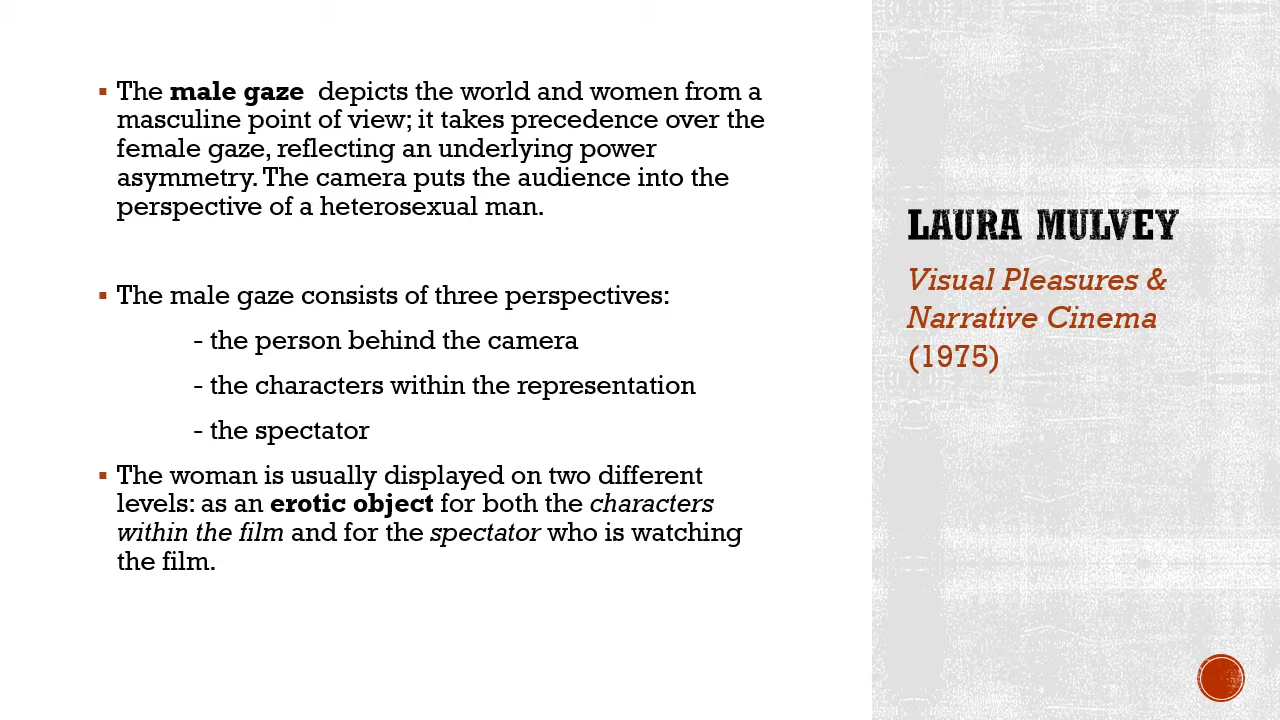 ▪ The male gaze depicts the world and women from a
masculine point of view; it takes precedence over the
female gaze, reflecting an underlying power
asymmetry. The camera puts the audience into the
perspective of a heterosexual man.
▪ The male gaze consists of three perspectives:
- the person behind the camera
- the characters within the representation
- the spectator
▪ The woman is usually displayed on two different
levels: as an erotic object for both the characters
within the film and for the spectator who is watching
the film.
LAURA MULVEY
Visual Pleasures &
Narrative Cinema
(1975)